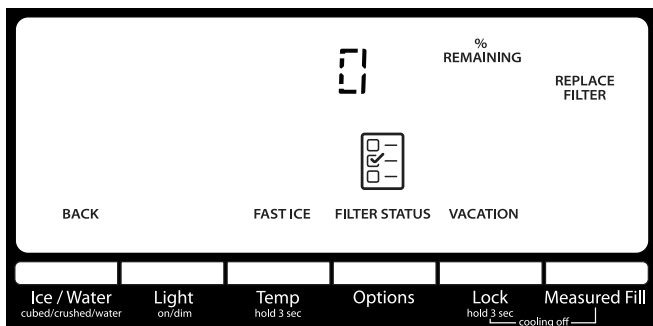 0
%
REMAINING
REPLACE
FILTER
BACK
FAST ICE
FILTER STATUS
VACATION
Ice / Water
cubed/crushed/water
Light
on/dim
Temp
hold 3 sec
Options
Lock
hold 3 sec
Measured Fill
cooling off